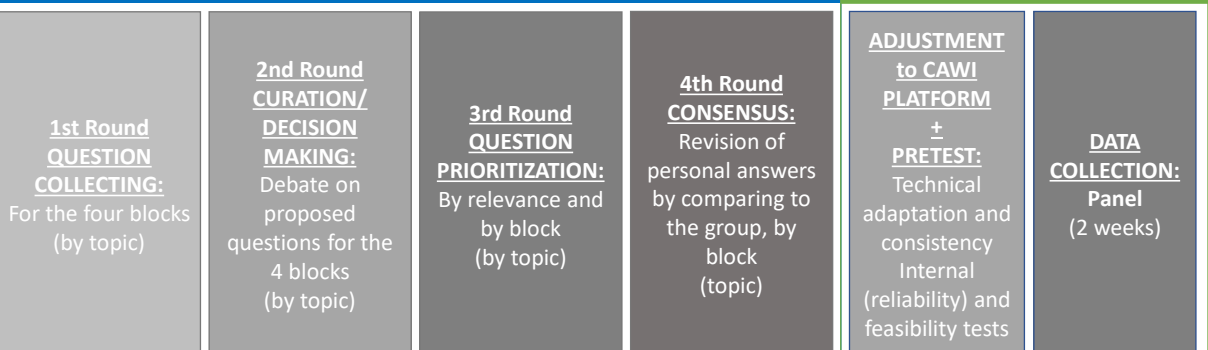 1st Round
QUESTION
COLLECTING:
For the four blocks
(by topic)
2nd Round
CURATION/
DECISION
MAKING:
Debate on
proposed
questions for the
4 blocks
(by topic)
3rd Round
QUESTION
PRIORITIZATION:
By relevance and
by block
(by topic)
4th Round
CONSENSUS:
Revision of
personal answers
by comparing to
the group, by
block
(topic)
ADJUSTMENT
to CAWI
PLATFORM
+
PRETEST:
Technical
adaptation and
consistency
Internal
(reliability) and
feasibility tests
DATA
COLLECTION:
Panel
(2 weeks)